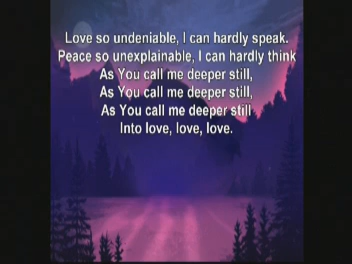 Love so undeniable, I can hardly speak.
Peace so unexplainable, I can hardly think
As You call me deeper still,
As You call me deeper still,
As You call me deeper still
Into love, love, love.